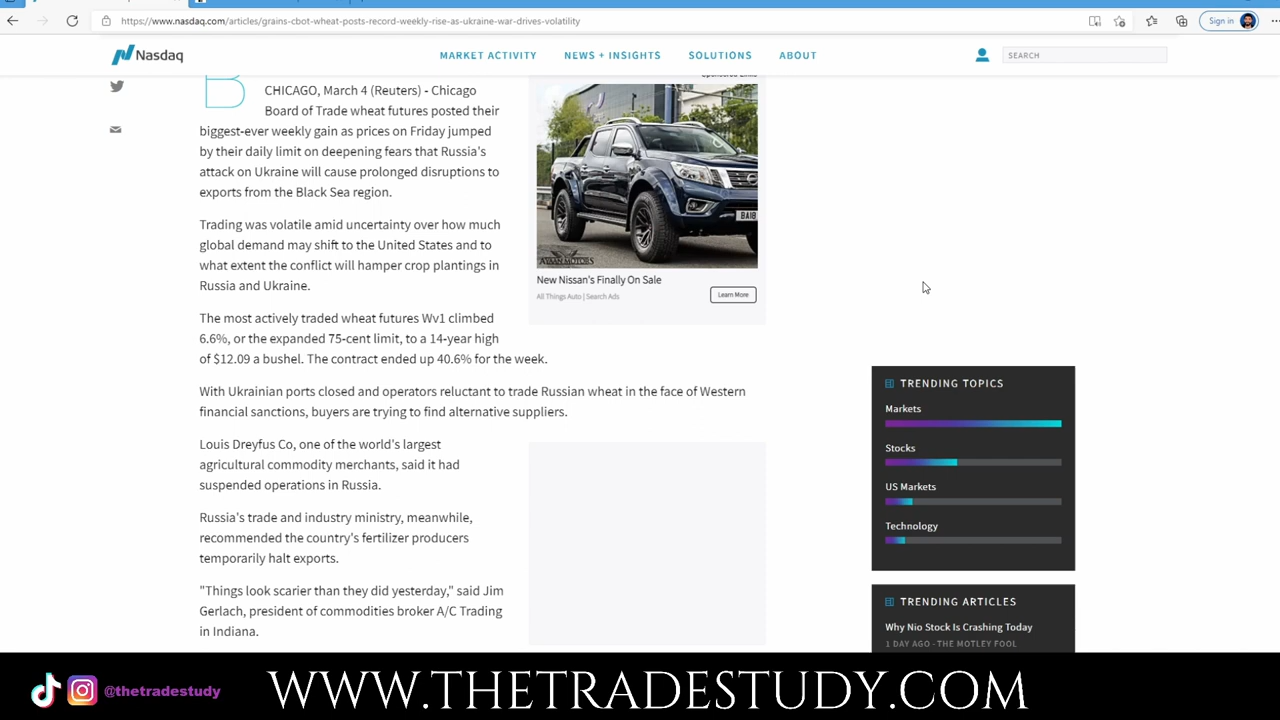 https://www.nasdaq.com/articles/grains-cbot-wheat-posts-record-weekly-rise-as-ukraine-war-drives-volatility
Sign in
Nasdaq
MARKET ACTIVITY
NEWS + INSIGHTS
SOLUTIONS
ABOUT
SEARCH
B
CHICAGO, March 4 (Reuters) - Chicago
Board of Trade wheat futures posted their
biggest-ever weekly gain as prices on Friday jumped
by their daily limit on deepening fears that Russia's
attack on Ukraine will cause prolonged disruptions to
exports from the Black Sea region.
Trading was volatile amid uncertainty over how much
global demand may shift to the United States and to
what extent the conflict will hamper crop plantings in
Russia and Ukraine.
The most actively traded wheat futures Wv1 climbed
6.6%, or the expanded 75-cent limit, to a 14-year high
of $12.09 a bushel. The contract ended up 40.6% for the week.
With Ukrainian ports closed and operators reluctant to trade Russian wheat in the face of Western
financial sanctions, buyers are trying to find alternative suppliers.
Louis Dreyfus Co, one of the world's largest
agricultural commodity merchants, said it had
suspended operations in Russia.
Russia's trade and industry ministry, meanwhile,
recommended the country's fertilizer producers
temporarily halt exports.
"Things look scarier than they did yesterday," said Jim
Gerlach, president of commodities broker A/C Trading
in Indiana.
Sponsored Links
BA18
New Nissan's Finally On Sale
All Things Auto | Search Ads
Learn More
TRENDING TOPICS
Markets
Stocks
US Markets
Technology
TRENDING ARTICLES
Why Nio Stock Is Crashing Today
1 DAY AGO - THE MOTLEY FOOL
@thetradestudy
WWW.THETRADESTUDY.COM